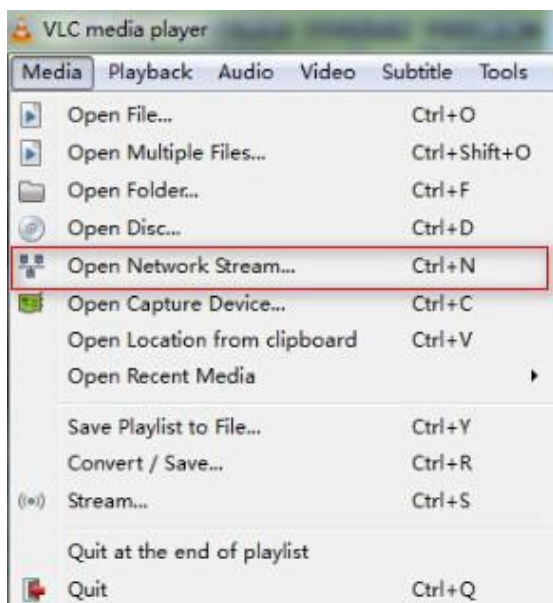 VLC media player
Media Playback Audio Video Subtitle Tools
Open File... Ctrl+O
Open Multiple Files... Ctrl+Shift+O
Open Folder... Ctrl+F
Open Disc... Ctrl+D
Open Network Stream... Ctrl+N
Open Capture Device... Ctrl+C
Open Location from clipboard Ctrl+V
Open Recent Media
Save Playlist to File... Ctrl+Y
Convert / Save... Ctrl+R
Stream... Ctrl+S
Quit at the end of playlist
Quit Ctrl+Q